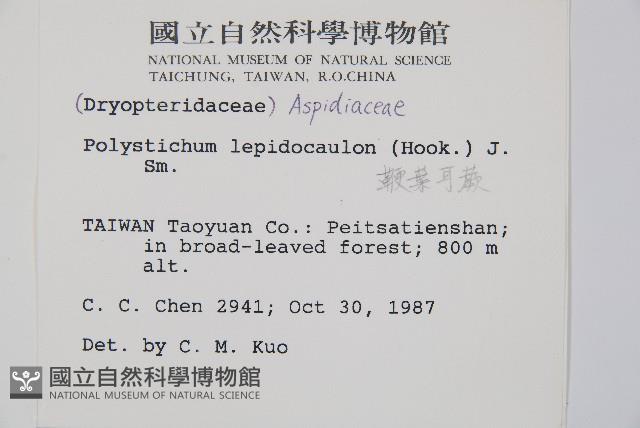 國立自然科學博物館
NATIONAL MUSEUM OF NATURAL SCIENCE
TAICHUNG, TAIWAN, R.O.CHINA
(Dryopteridaceae) Aspidiaceae
Polystichum lepidocaulon (Hook.) J.
Sm.
鞭葉耳蕨
TAIWAN Taoyuan Co.: Peitsatienshan;
in broad-leaved forest; 800 m
alt.
C. C. Chen 2941; Oct 30, 1987
Det. by C. M. Kuo
國立自然科學博物館
NATIONAL MUSEUM OF NATURAL SCIENCE